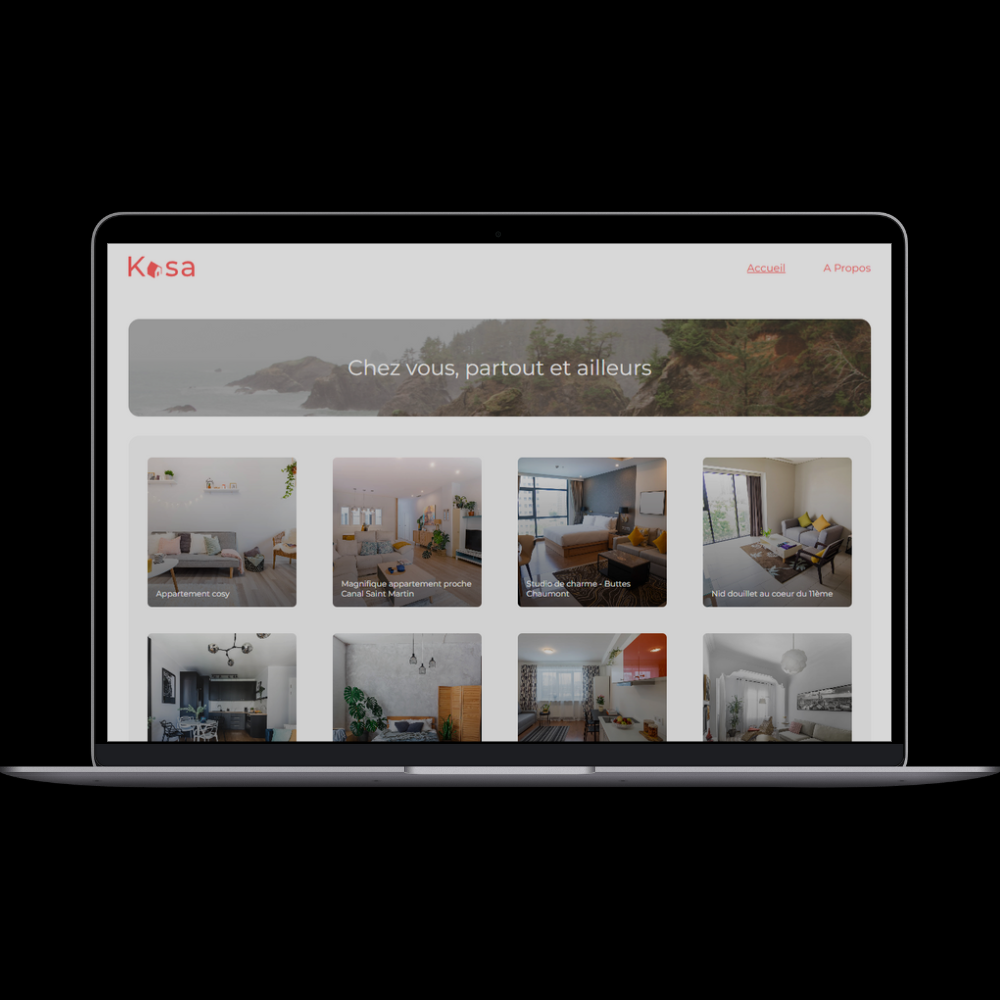 Kasa
Accueil
A Propos
Chez vous, partout et ailleurs
Appartement cosy
Magnifique appartement proche
Canal Saint Martin
Studio de charme - Buttes
Chaumont
Nid douillet au coeur du 11ème